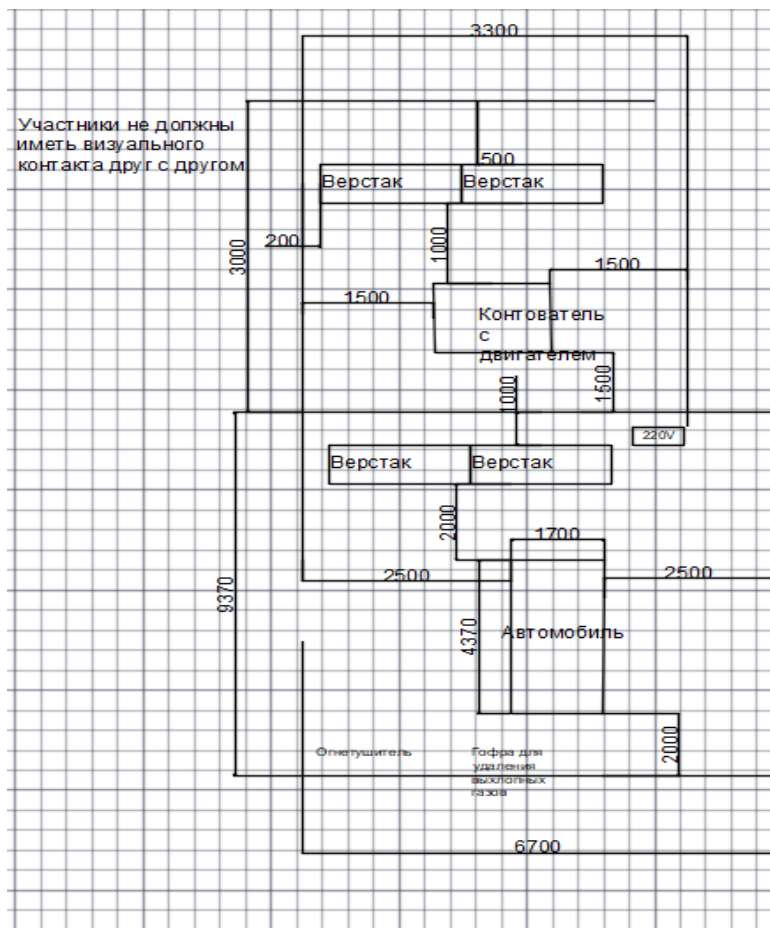 3300
Участники не должны
иметь визуального
контакта друг с другом
500
Верстак Верстак
200
1000
3000
1500
1500
Контователь
с
двигателем
1000
1500
220V
Верстак Верстак
2000
1700
2500
2500
9370
4370
Автомобиль
Огнетушитель
Гофра для
удаления
выхлопных
газов
2000
6700